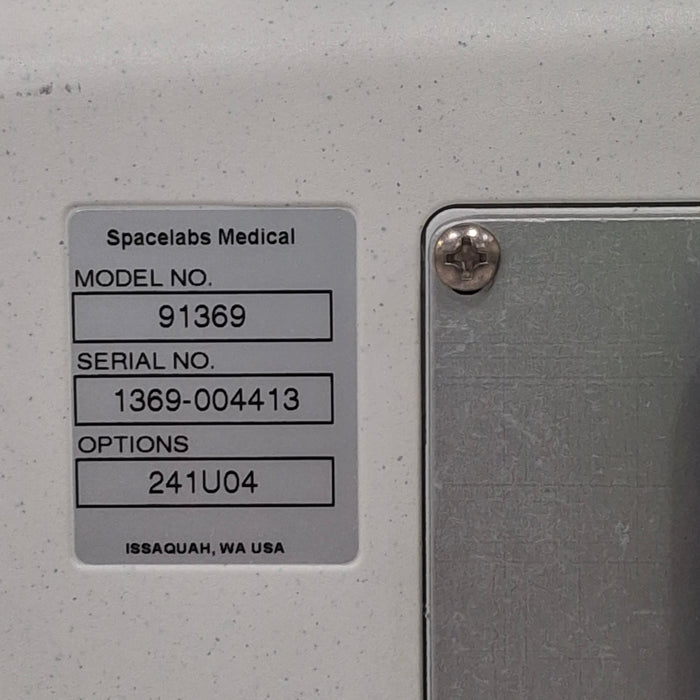 Spacelabs Medical
MODEL NO.
91369
SERIAL NO.
1369-004413
OPTIONS
241U04
ISSAQUAH, WA USA